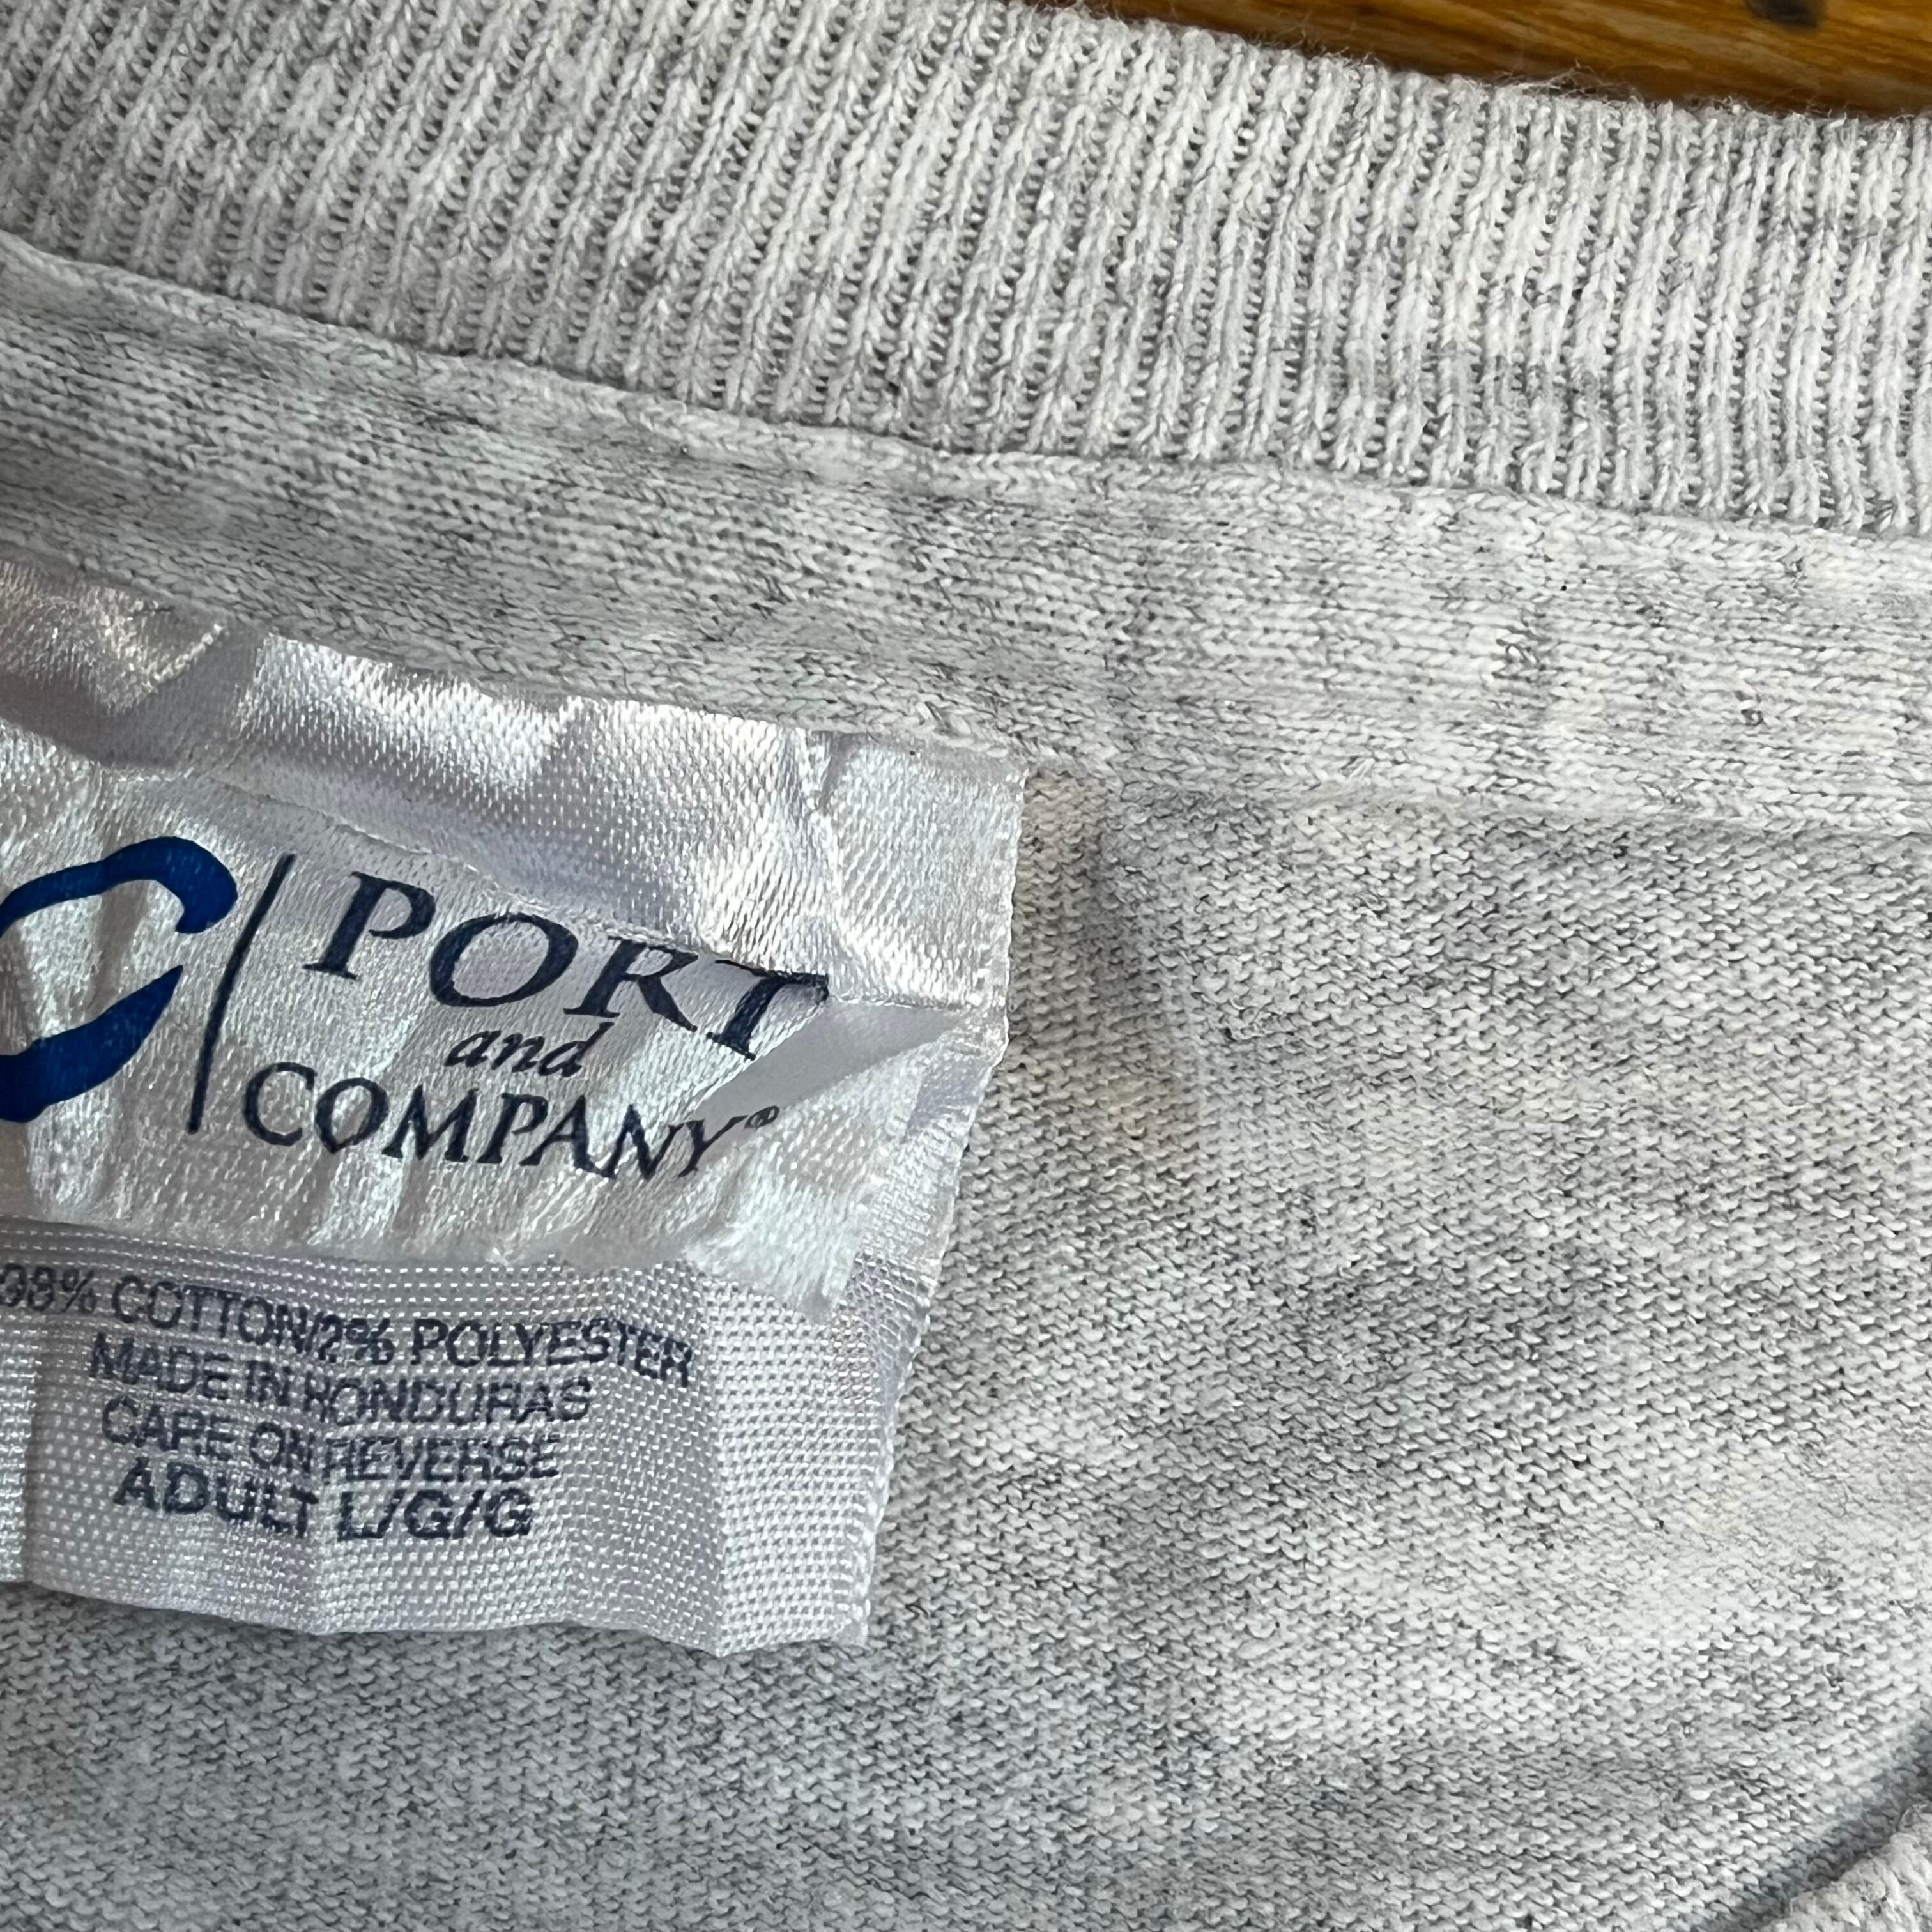 PORT
and
COMPANY®
98% COTTON/2% POLYESTER
MADE IN HONDURAS
CARE ON REVERSE
ADULT L/G/G